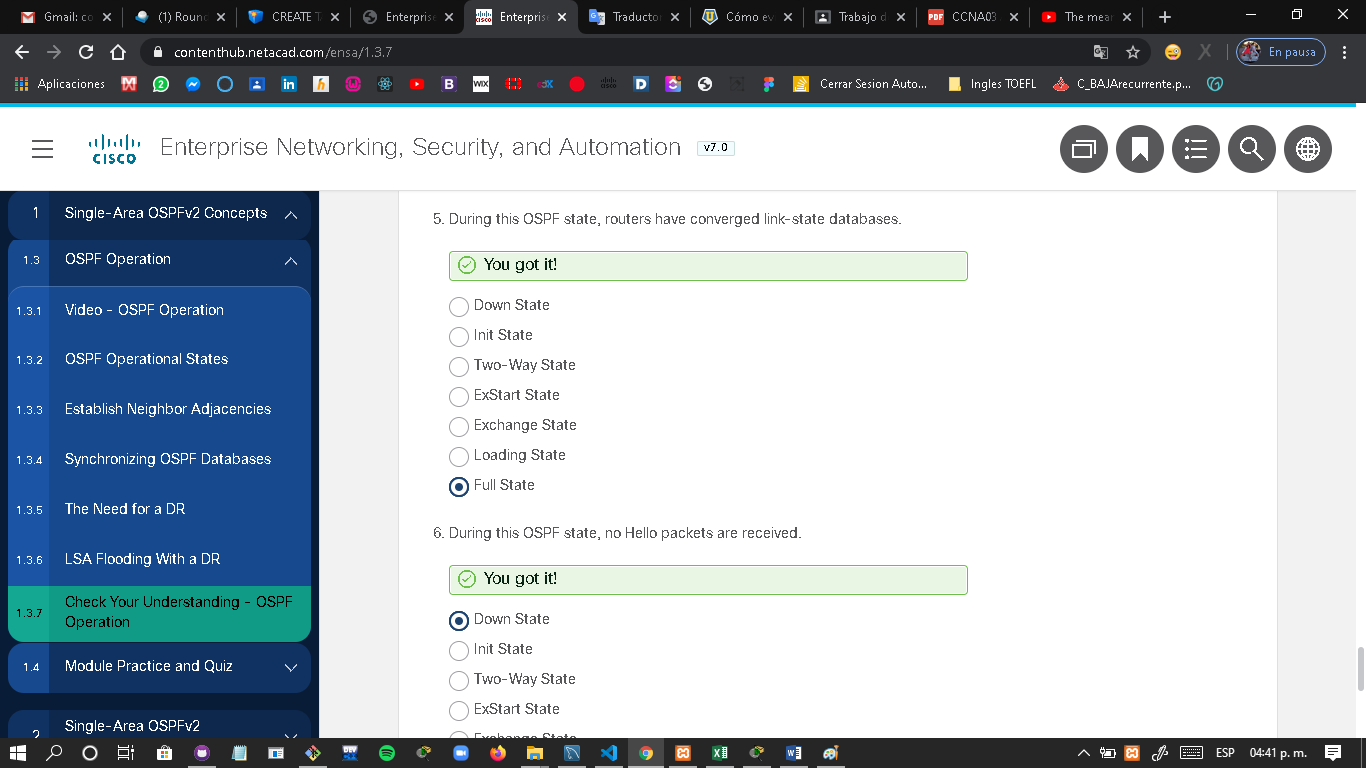 Gmail: co
(1) Round
CREATE T
Enterprise
Enterprise
Traductor
Cómo ev
Trabajo d
CCNA03
The mean
contenthub.netacad.com/ensa/1.3.7
En pausa
Aplicaciones
Cerrar Sesion Auto...
Ingles TOEFL
C_BAJArecurrente.p...
CISCO
Enterprise Networking, Security, and Automation
v7.0
1 Single-Area OSPFv2 Concepts
1.3 OSPF Operation
1.3.1 Video - OSPF Operation
1.3.2 OSPF Operational States
1.3.3 Establish Neighbor Adjacencies
1.3.4 Synchronizing OSPF Databases
1.3.5 The Need for a DR
1.3.6 LSA Flooding With a DR
1.3.7 Check Your Understanding - OSPF
Operation
1.4 Module Practice and Quiz
2 Single-Area OSPFv2
5. During this OSPF state, routers have converged link-state databases.
You got it!
Down State
Init State
Two-Way State
ExStart State
Exchange State
Loading State
Full State
6. During this OSPF state, no Hello packets are received.
You got it!
Down State
Init State
Two-Way State
ExStart State
Exchange State
ESP
04:41 p. m.